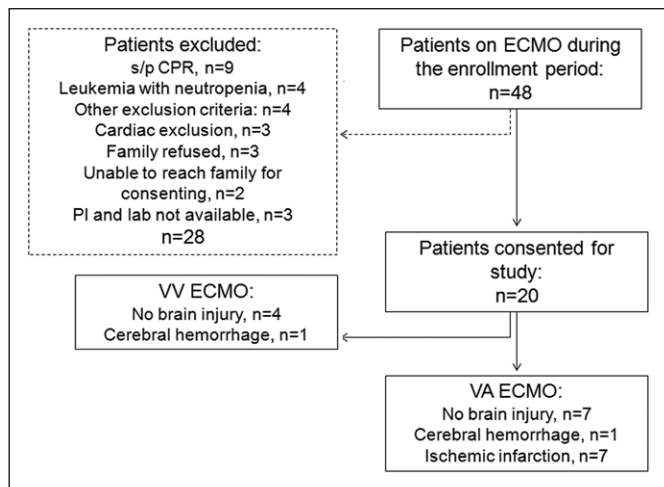 Patients excluded:
s/p CPR, n=9
Leukemia with neutropenia, n=4
Other exclusion criteria: n=4
Cardiac exclusion, n=3
Family refused, n=3
Unable to reach family for
consenting, n=2
PI and lab not available, n=3
n=28
Patients on ECMO during
the enrollment period:
n=48
Patients consented for
study:
n=20
VV ECMO:
No brain injury, n=4
Cerebral hemorrhage, n=1
VA ECMO:
No brain injury, n=7
Cerebral hemorrhage, n=1
Ischemic infarction, n=7